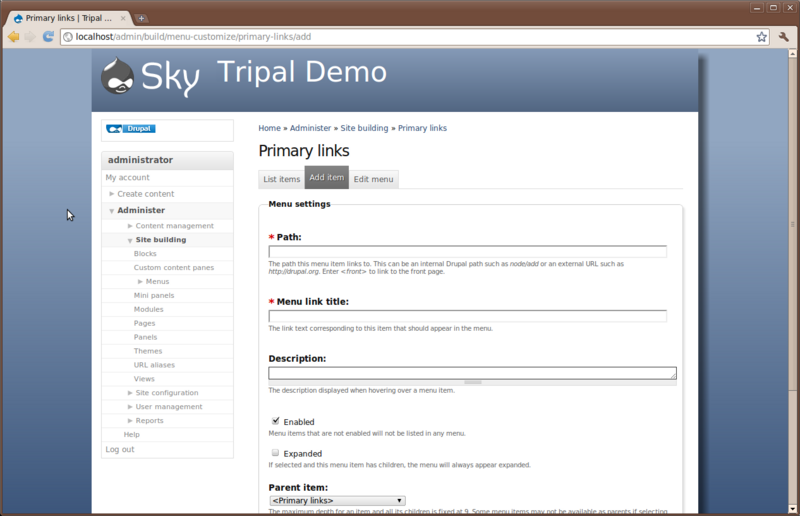 Primary links | Tripal ...
localhost/admin/build/menu-customize/primary-links/add
Sky Tripal Demo
Drupal
administrator
My account
Create content
Administer
Content management
Site building
Blocks
Custom content panes
Menus
Mini panels
Modules
Pages
Panels
Themes
URL aliases
Views
Site configuration
User management
Reports
Help
Log out
Home » Administer » Site building » Primary links
Primary links
List items Add item Edit menu
Menu settings
* Path:
The path this menu item links to. This can be an internal Drupal path such as node/add or an external URL such as
http://drupal.org. Enter <front> to link to the front page.
* Menu link title:
The link text corresponding to this item that should appear in the menu.
Description:
The description displayed when hovering over a menu item.
Enabled
Menu items that are not enabled will not be listed in any menu.
Expanded
If selected and this menu item has children, the menu will always appear expanded.
Parent item:
<Primary links>
The maximum depth for an item and all its children is fixed at 9. Some menu items may not be available as parents if selecting